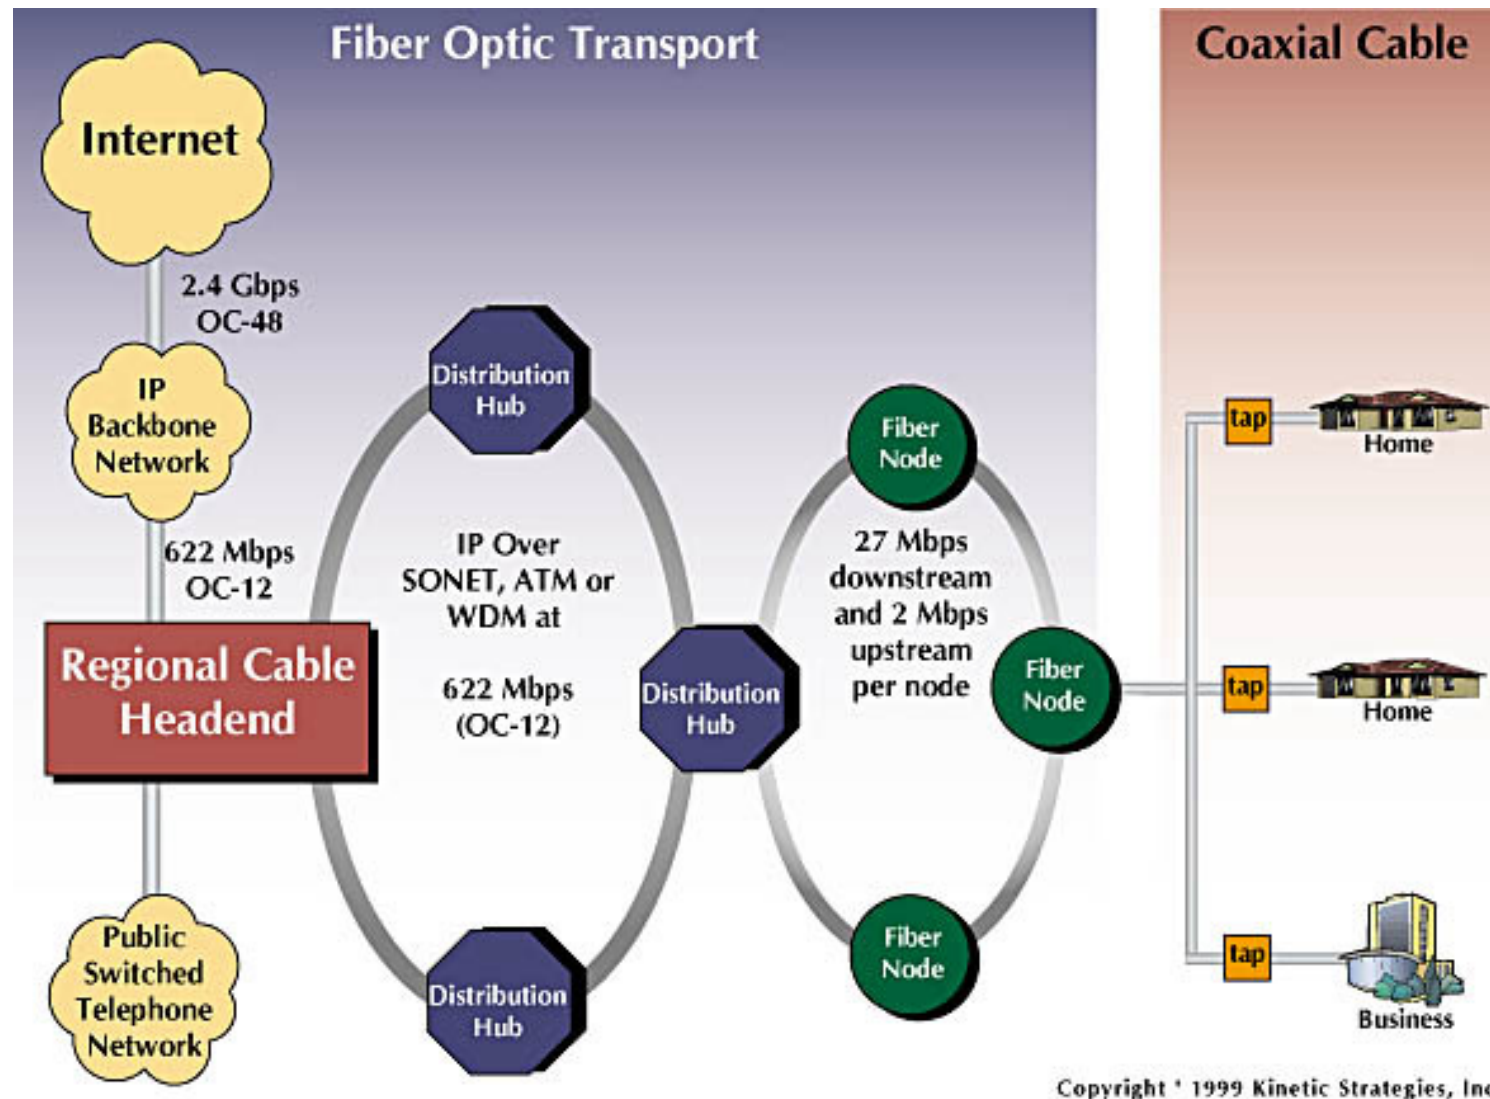 Fiber Optic Transport
Coaxial Cable
Internet
2.4 Gbps
OC-48
IP
Backbone
Network
622 Mbps
OC-12
Regional Cable
Headend
Public
Switched
Telephone
Network
Distribution
Hub
IP Over
SONET, ATM or
WDM at
622 Mbps
(OC-12)
Distribution
Hub
Distribution
Hub
Fiber
Node
27 Mbps
downstream
and 2 Mbps
upstream
per node
Fiber
Node
Fiber
Node
tap
Home
tap
Home
tap
Business
Copyright * 1999 Kinetic Strategies, Inc